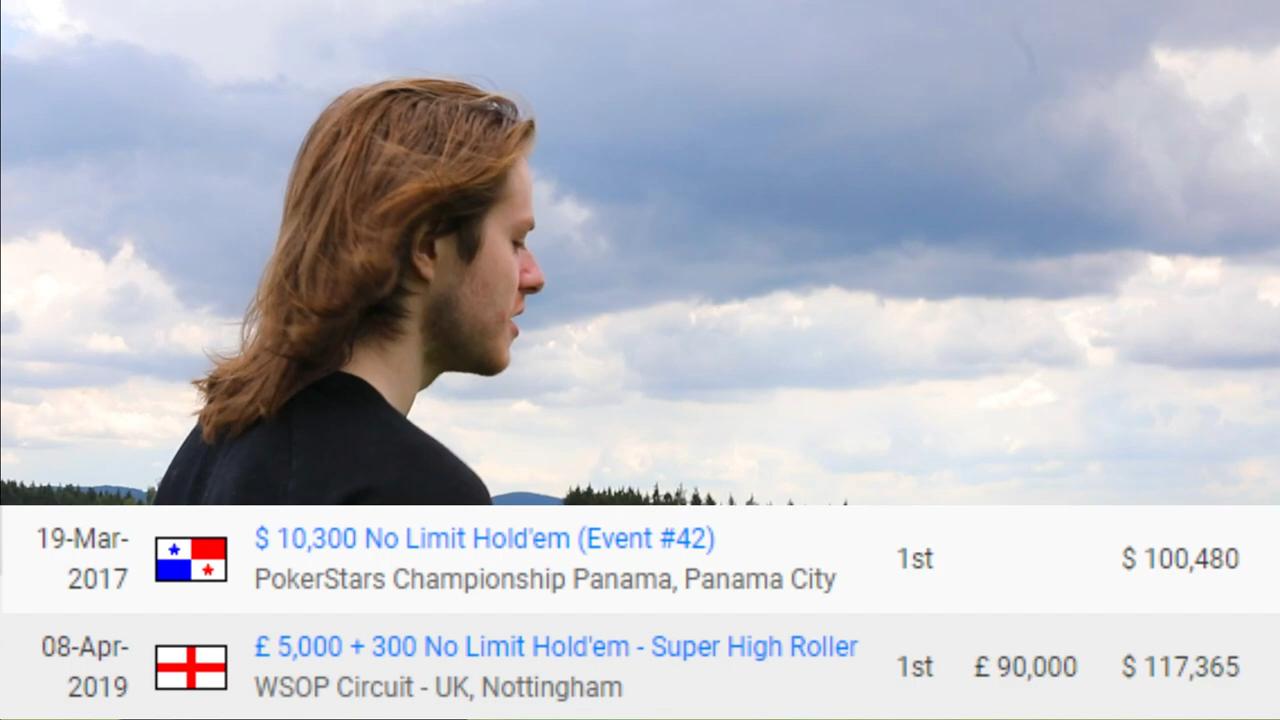 19-Mar-
2017
$ 10,300 No Limit Hold'em (Event #42)
PokerStars Championship Panama, Panama City
1st
$ 100,480
08-Apr-
2019
£ 5,000 + 300 No Limit Hold'em - Super High Roller
WSOP Circuit - UK, Nottingham
1st
£ 90,000
$ 117,365